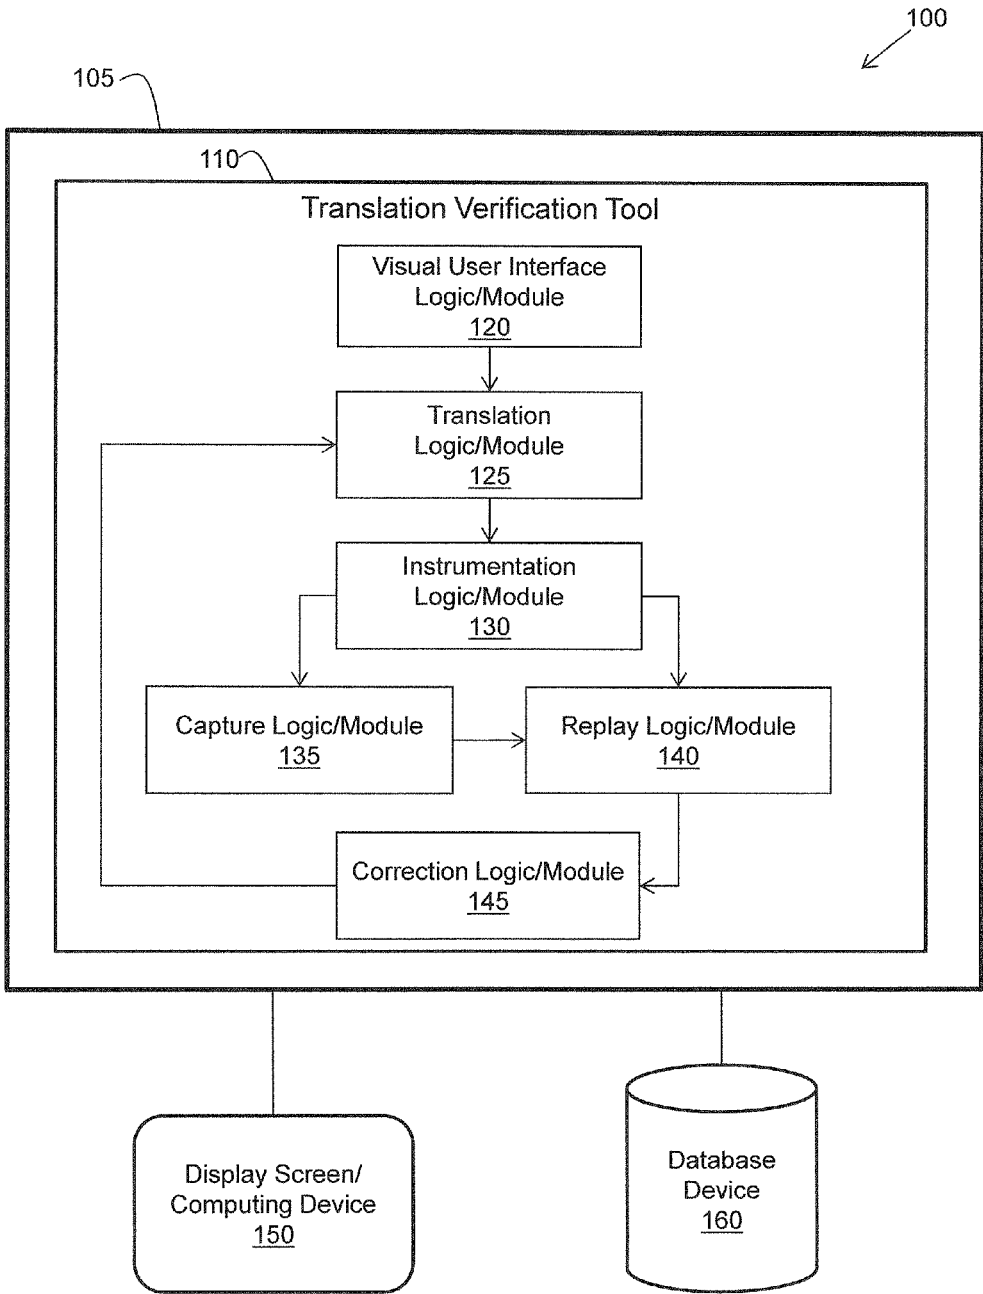 100
105
110
Translation Verification Tool
Visual User Interface
Logic/Module
120
Translation
Logic/Module
125
Instrumentation
Logic/Module
130
Capture Logic/Module
135
Replay Logic/Module
140
Correction Logic/Module
145
Display Screen/
Computing Device
150
Database
Device
160